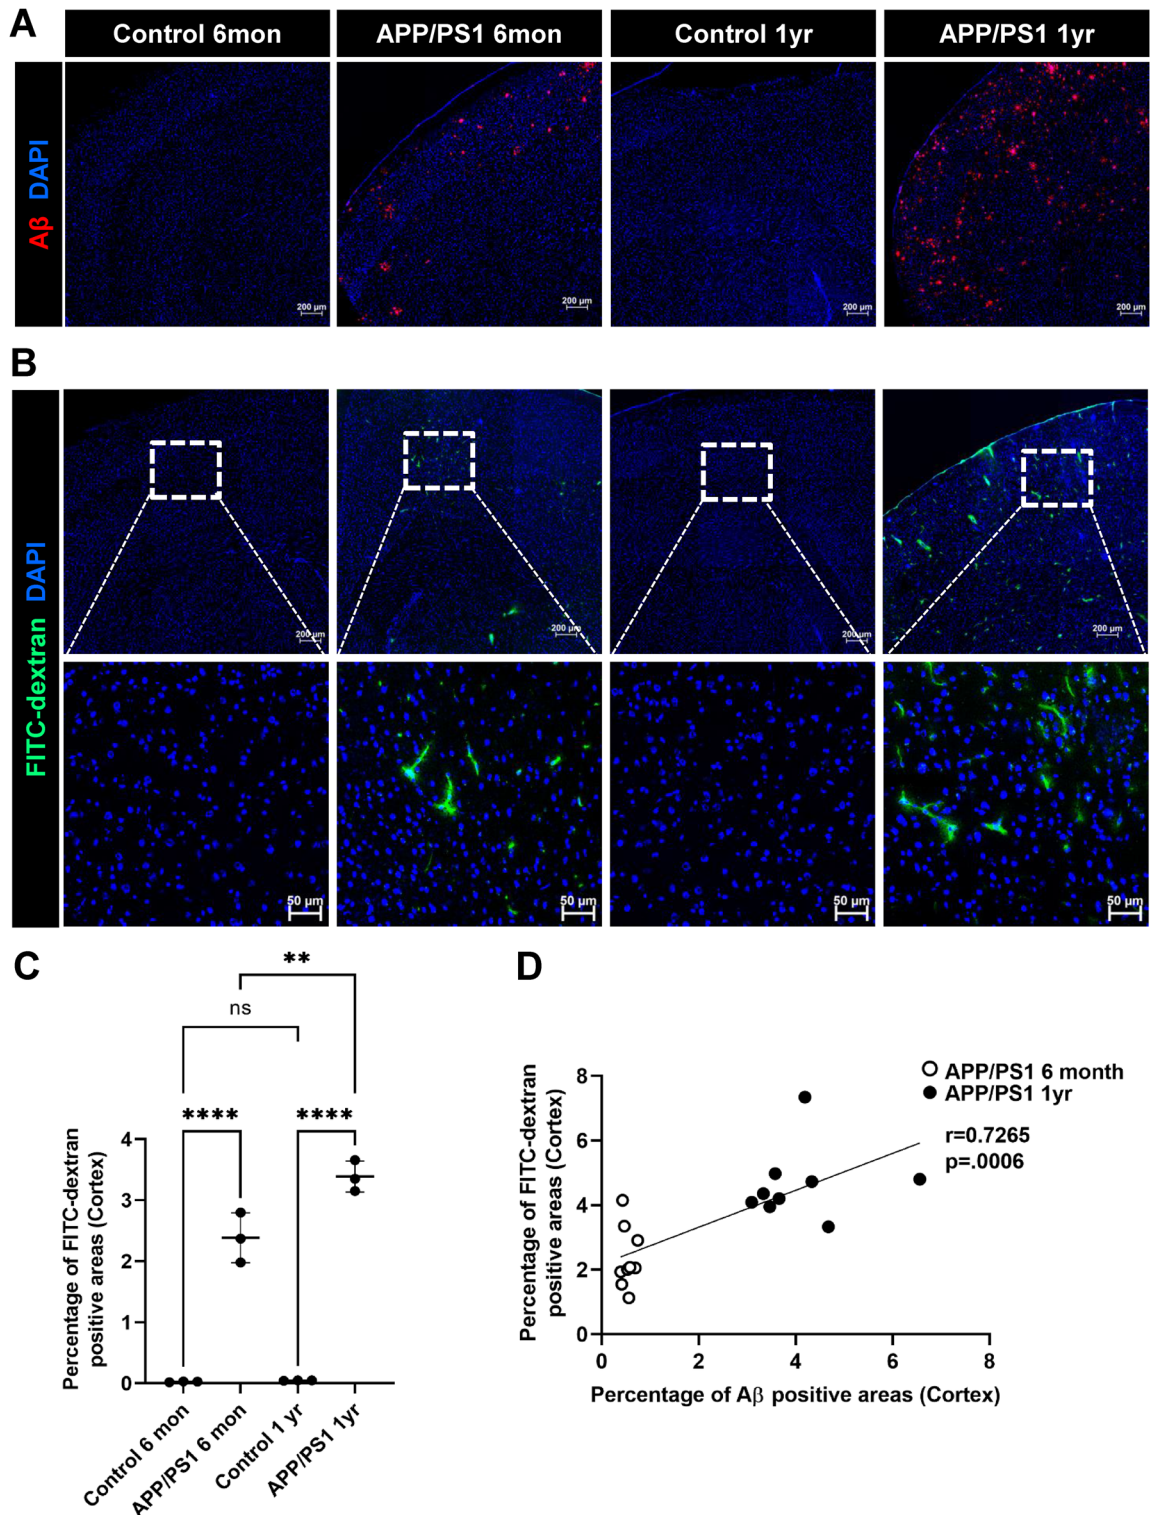 A
Control 6mon
APP/PS1 6mon
Control 1yr
APP/PS1 1yr
Aβ DAPI
200 µm
200 µm
200 µm
200 µm
B
FITC-dextran DAPI
200 µm
200 µm
200 µm
200 µm
50 µm
50 µm
50 µm
50 µm
C
**
ns
****
****
Percentage of FITC-dextran
positive areas (Cortex)
4
3
2
1
0
Control 6 mon
APP/PS1 6 mon
Control 1 yr
APP/PS1 1yr
D
APP/PS1 6 month
APP/PS1 1yr
r=0.7265
p=.0006
Percentage of FITC-dextran
positive areas (Cortex)
8
6
4
2
0
0 2 4 6 8
Percentage of Aβ positive areas (Cortex)